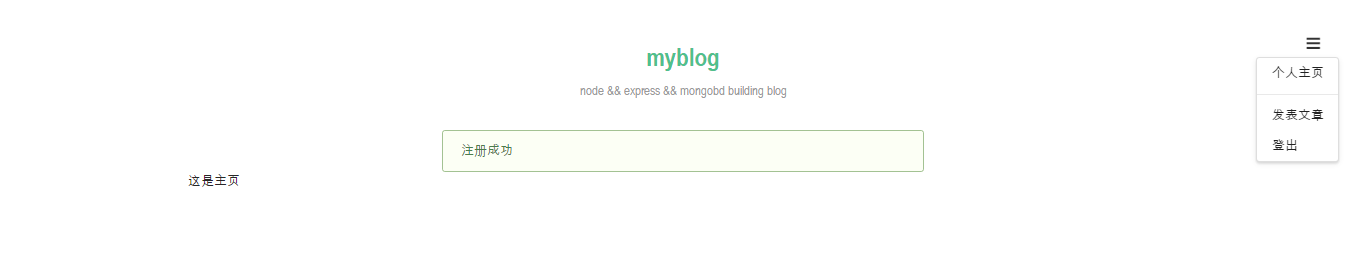 myblog
node && express && mongobd building blog
注册成功
这是主页
个人主页
发表文章
登出